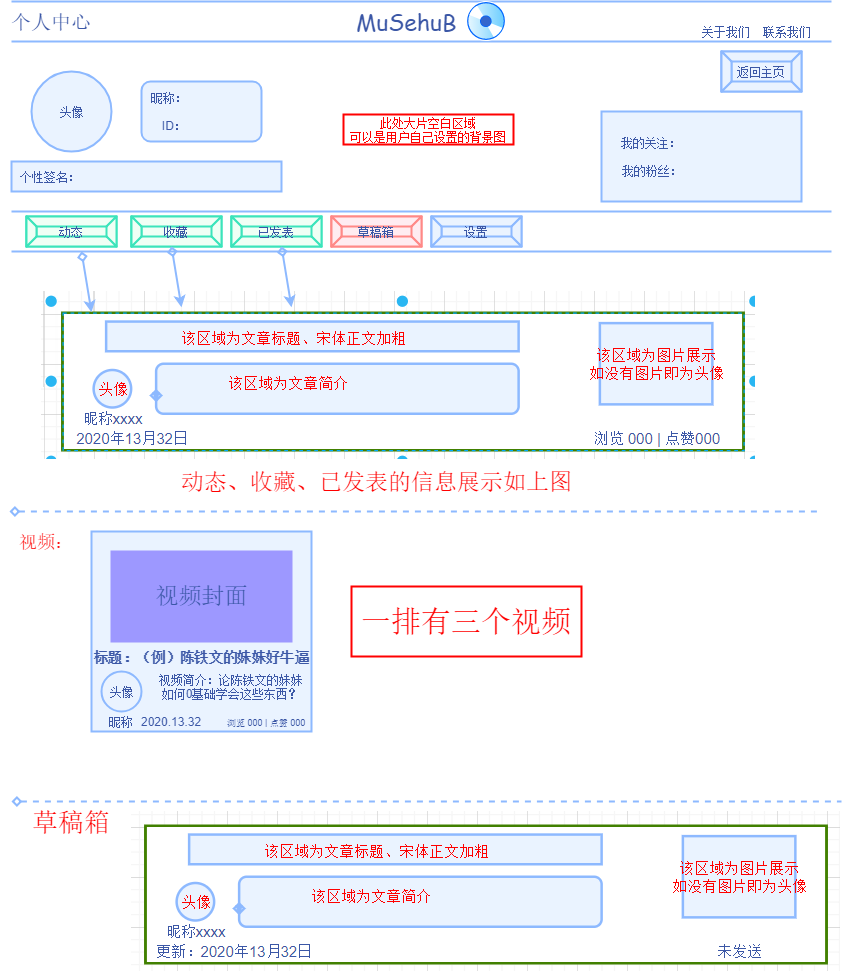 个人中心
MuSehuB
关于我们 联系我们
返回主页
头像
昵称：
ID：
此处大片空白区域
可以是用户自己设置的背景图
我的关注：
我的粉丝：
个性签名：
动态
收藏
已发表
草稿箱
设置
该区域为文章标题、宋体正文加粗
该区域为图片展示
如没有图片即为头像
头像
该区域为文章简介
昵称xxxx
2020年13月32日
浏览 000 | 点赞000
动态、收藏、已发表的信息展示如上图
视频：
视频封面
一排有三个视频
标题：（例）陈铁文的妹妹好牛逼
头像
视频简介：论陈铁文的妹妹
如何0基础学会这些东西？
昵称 2020.13.32
浏览 000 | 点赞 000
草稿箱
该区域为文章标题、宋体正文加粗
该区域为图片展示
如没有图片即为头像
头像
该区域为文章简介
昵称xxxx
更新：2020年13月32日
未发送